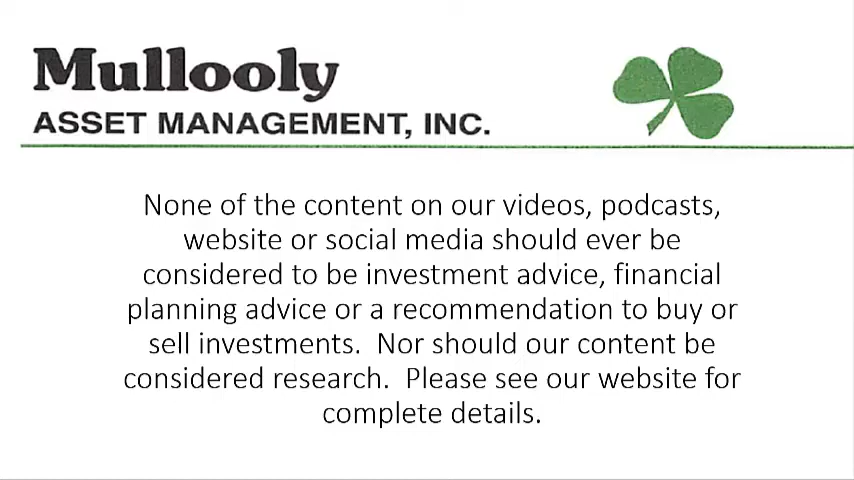 Mullooly
ASSET MANAGEMENT, INC.
None of the content on our videos, podcasts,
website or social media should ever be
considered to be investment advice, financial
planning advice or a recommendation to buy or
sell investments.  Nor should our content be
considered research.  Please see our website for
complete details.